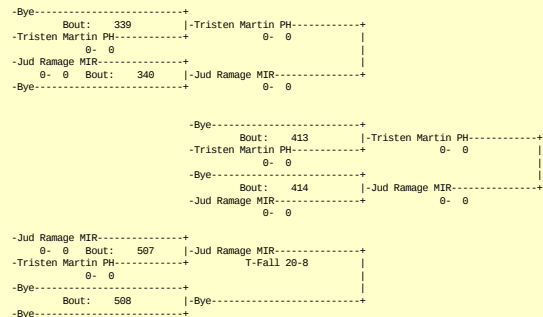 -Bye--------------------------+
Bout: 339 |-Tristen Martin PH------------+
-Tristen Martin PH------------+ 0- 0 |
0- 0 |
-Jud Ramage MIR---------------+ |
0- 0 Bout: 340 |-Jud Ramage MIR---------------+
-Bye--------------------------+ 0- 0
-Bye--------------------------+
Bout: 413 |-Tristen Martin PH------------+
-Tristen Martin PH------------+ 0- 0 |
0- 0 |
-Bye--------------------------+ |
Bout: 414 |-Jud Ramage MIR---------------+
-Jud Ramage MIR---------------+ 0- 0
0- 0
-Jud Ramage MIR---------------+
0- 0 Bout: 507 |-Jud Ramage MIR---------------+
-Tristen Martin PH------------+ T-Fall 20-8 |
0- 0 |
-Bye--------------------------+ |
Bout: 508 |-Bye--------------------------+
-Bye--------------------------+